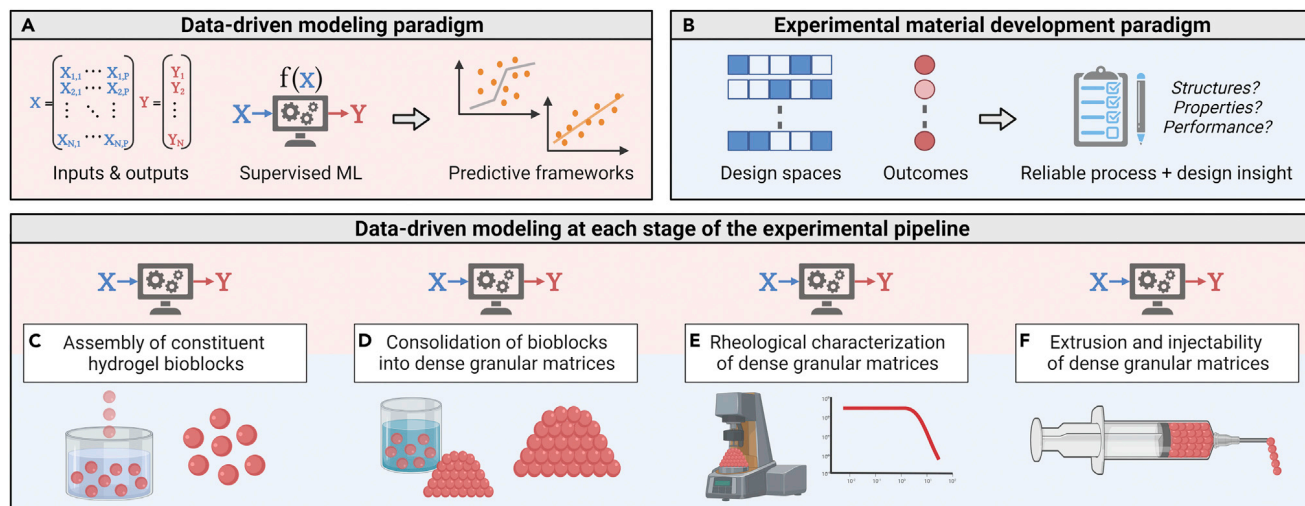 A Data-driven modeling paradigm
X = X1,1 ··· X1,P Y = Y1
X2,1 ··· X2,P Y2
⋮ ⋱ ⋮ ⋮
XN,1 ··· XN,P YN
f(x)
X Y
Inputs & outputs Supervised ML Predictive frameworks
B Experimental material development paradigm
Structures?
Properties?
Performance?
Design spaces Outcomes Reliable process + design insight
Data-driven modeling at each stage of the experimental pipeline
X Y X Y X Y X Y
C Assembly of constituent
hydrogel bioblocks
D Consolidation of bioblocks
into dense granular matrices
E Rheological characterization
of dense granular matrices
F Extrusion and injectability
of dense granular matrices